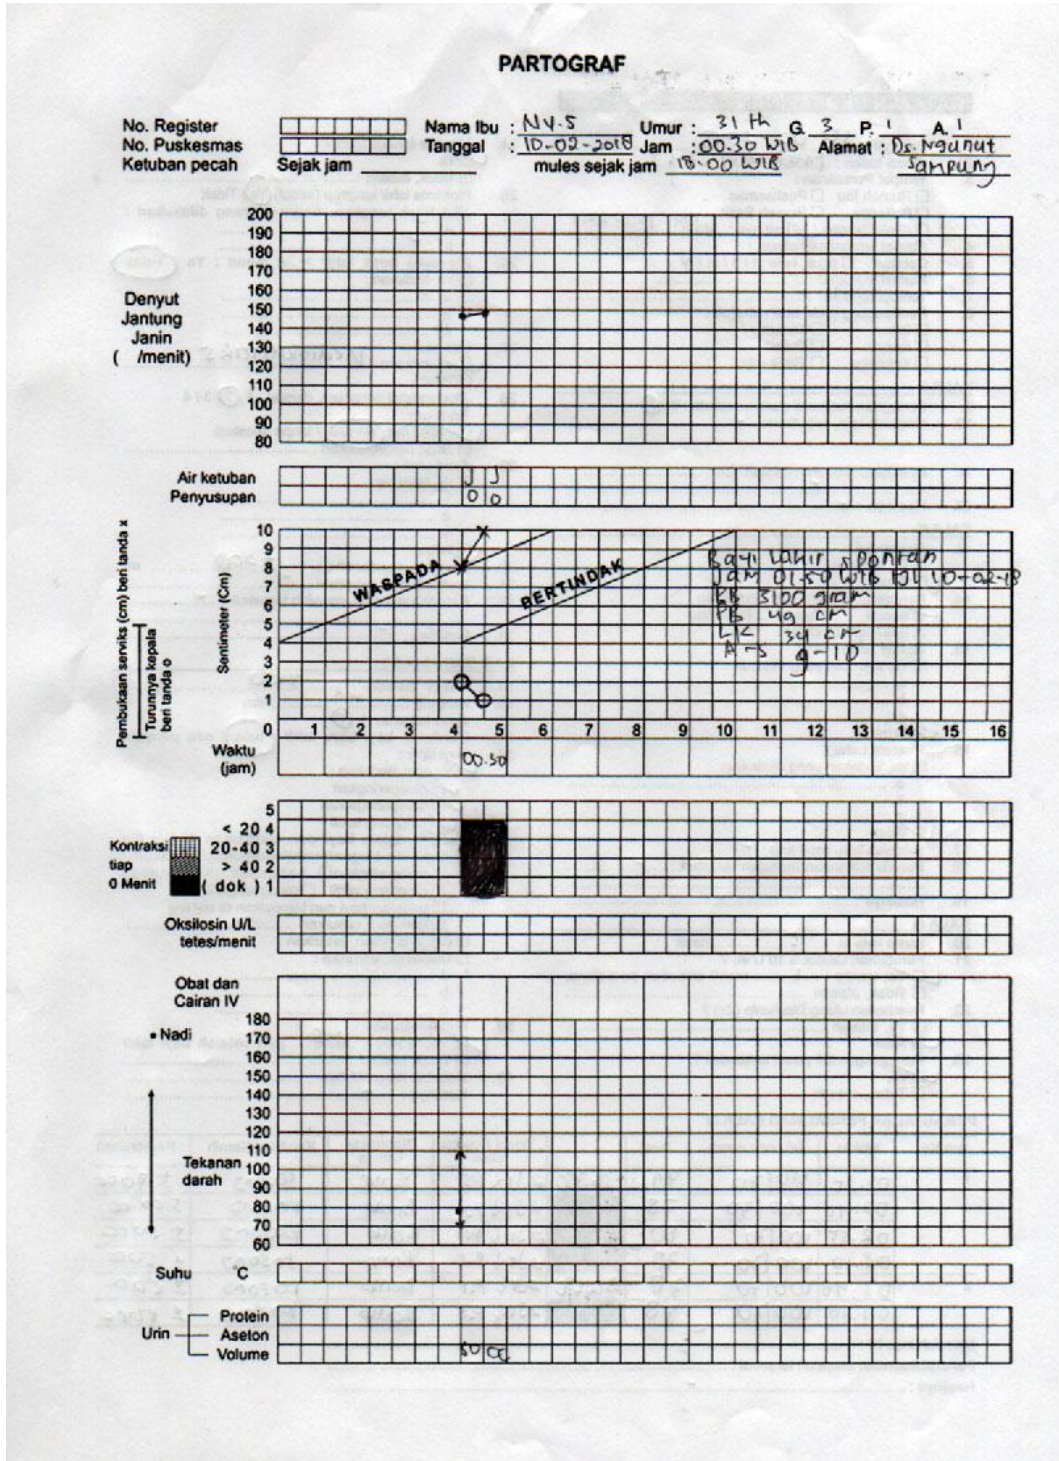 PARTOGRAF
No. Register Nama Ibu : NY.S Umur : 31 th G. 3 P. 1 A. 1
No. Puskesmas Tanggal : 10-02-2018 Jam : 00.30 WIB Alamat : Ds. Ngunut
Ketuban pecah Sejak jam mules sejak jam 18.00 WIB Sampung
200
190
180
170
160
150
140
130
120
110
100
90
80
Denyut
Jantung
Janin
( /menit)
Air ketuban J J
Penyusupan 0 0
Pembukaan serviks (cm) beri tanda x
Turunnya kepala
beri tanda o
Sentimeter (Cm)
10
9
8
7
6
5
4
3
2
1
0
WASPADA
BERTINDAK
Bayi lahir spontan
JAM 01.50 WIB tgl 10-02-18
BB 3100 gram
PB 49 cm
LK 34 cm
A-S 9-10
1 2 3 4 5 6 7 8 9 10 11 12 13 14 15 16
Waktu
(jam)
00.30
5
< 20 4
Kontraksi 20-40 3
tiap > 40 2
0 Menit ( dok ) 1
Oksilosin U/L
tetes/menit
Obat dan
Cairan IV
• Nadi
180
170
160
150
140
130
120
110
100
90
80
70
60
Tekanan
darah
Suhu °C
Urin
Protein
Aseton
Volume